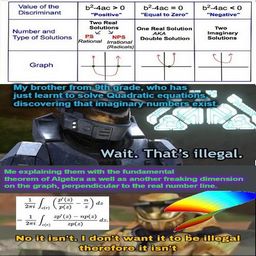 Value of the
Discriminant
b²-4ac > 0
"Positive"
b²-4ac = 0
"Equal to Zero"
b²-4ac < 0
"Negative"
Number and
Type of Solutions
Two Real
Solutions
PS
Rational
NPS
Irrational
(Radicals)
One Real Solution
AKA
Double Solution
Two
Imaginary
Solutions
Graph
My brother from 9th grade, who has
just learnt to solve Quadratic equations
discovering that imaginary numbers exist
Wait. That's illegal.
Me explaining them with the fundamental
theorem of Algebra as well as another freaking dimension
on the graph, perpendicular to the real number line.
No it isn't. I don't want it to be illegal
therefore it isn't